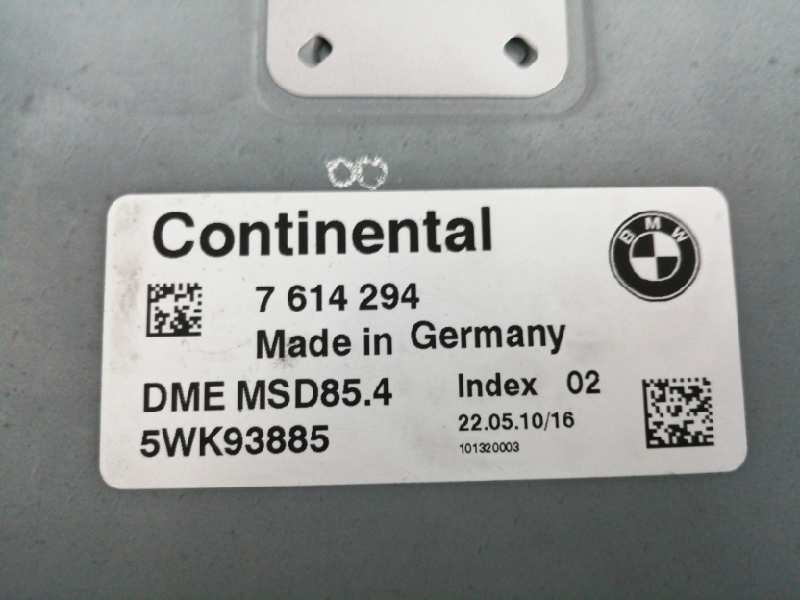 Continental
BMW
7 614 294
Made in Germany
DME MSD85.4
Index 02
5WK93885
22.05.10/16
101320003